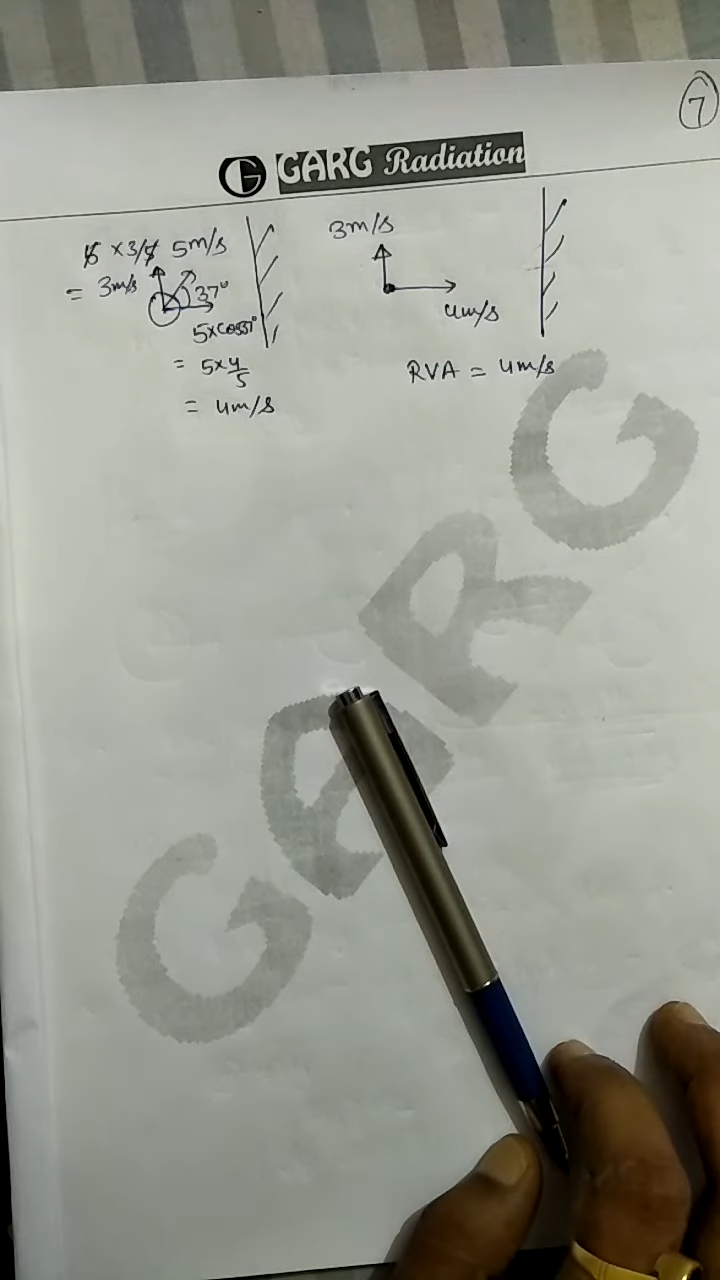 7
G GARG Radiation
5 ×3/5 5m/s
= 3m/s 37°
5×cos37°
= 5×4/5
= 4m/s
3m/s
4m/s
RVA = 4m/s
GARG